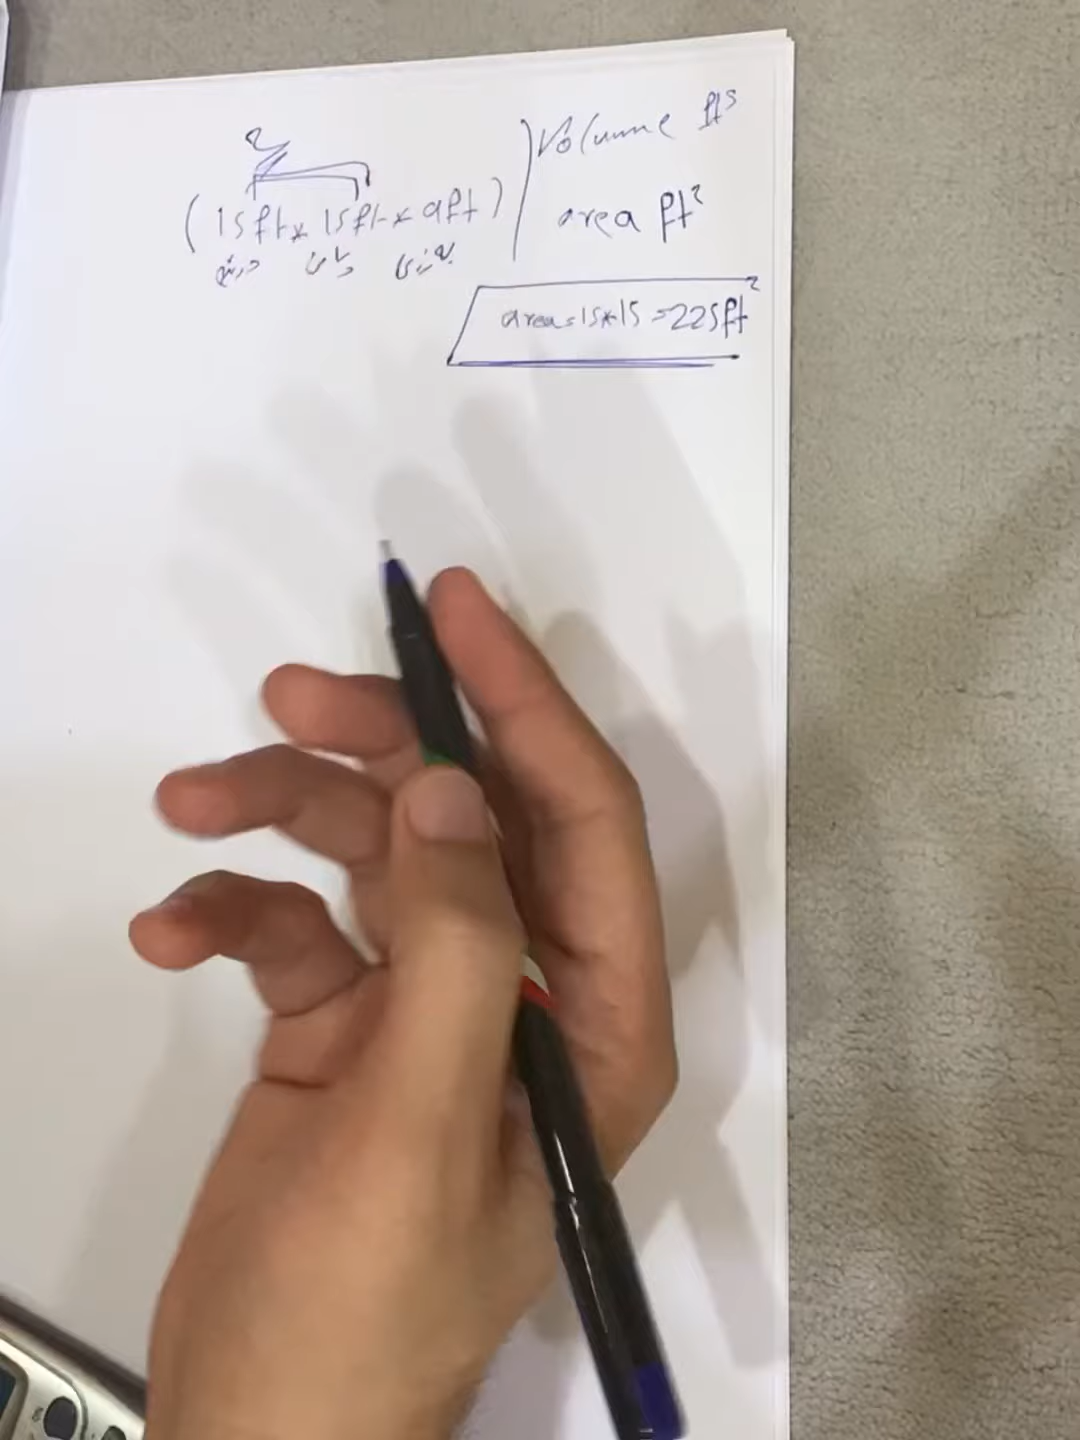 (15ft * 15ft * 9ft)
Volume ft³
area ft²
area = 15*15 = 225ft²